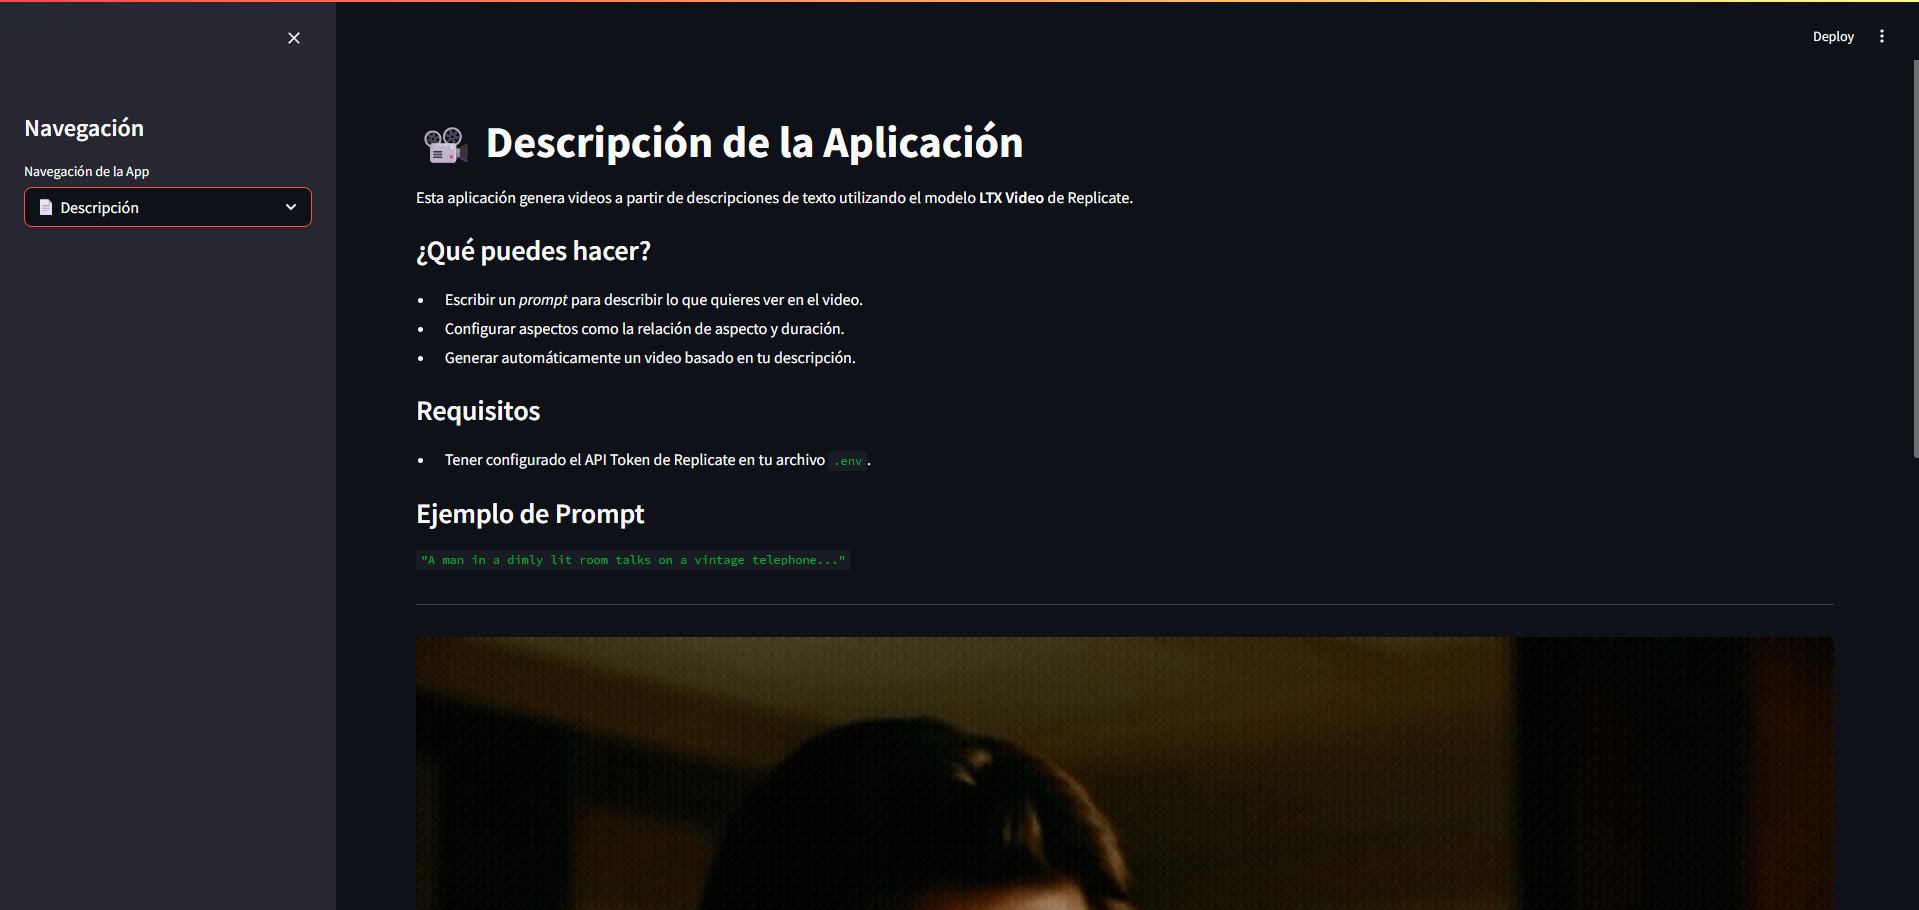 Deploy
Navegación
Navegación de la App
Descripción
Descripción de la Aplicación
Esta aplicación genera videos a partir de descripciones de texto utilizando el modelo LTX Video de Replicate.
¿Qué puedes hacer?
Escribir un prompt para describir lo que quieres ver en el video.
Configurar aspectos como la relación de aspecto y duración.
Generar automáticamente un video basado en tu descripción.
Requisitos
Tener configurado el API Token de Replicate en tu archivo .env.
Ejemplo de Prompt
"A man in a dimly lit room talks on a vintage telephone..."